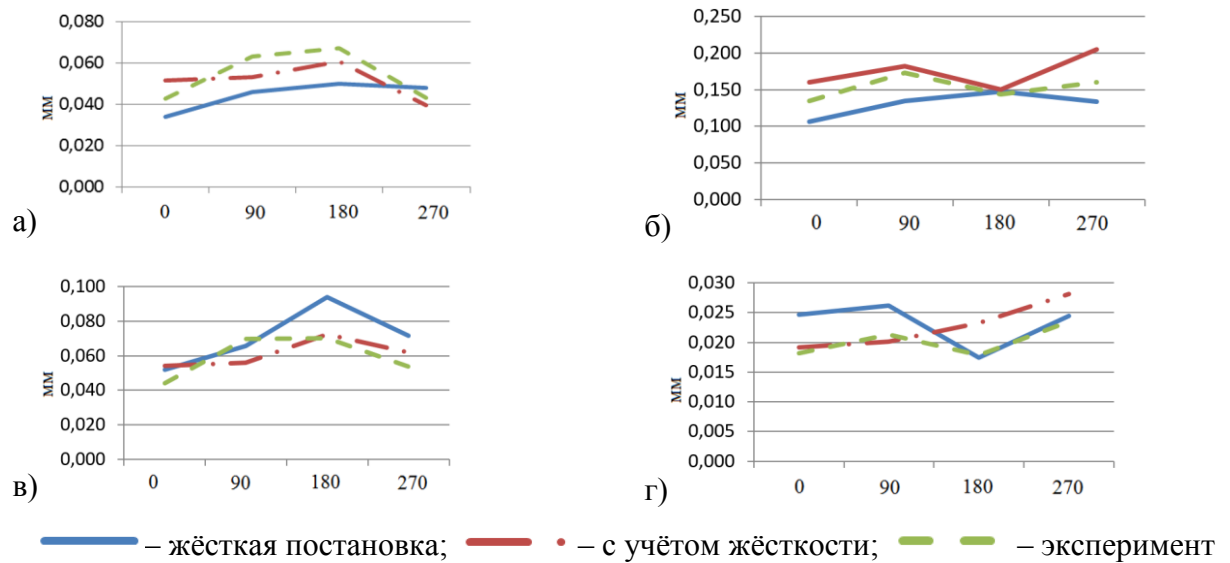 0,080
0,060
0,040
0,020
0,000
мм
0 90 180 270
а)
0,250
0,200
0,150
0,100
0,050
0,000
мм
0 90 180 270
б)
0,100
0,080
0,060
0,040
0,020
0,000
мм
0 90 180 270
в)
0,030
0,025
0,020
0,015
0,010
0,005
0,000
мм
0 90 180 270
г)
– жёсткая постановка; – с учётом жёсткости; – эксперимент